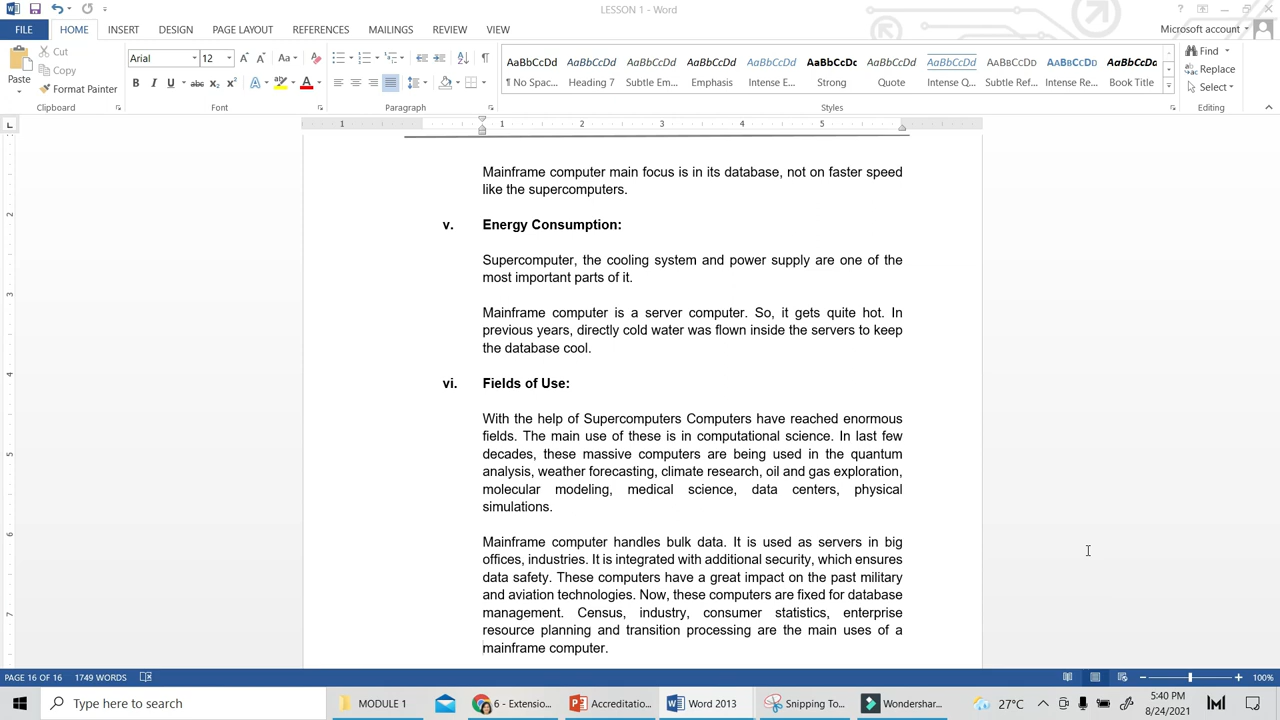 LESSON 1 - Word
FILE HOME INSERT DESIGN PAGE LAYOUT REFERENCES MAILINGS REVIEW VIEW Microsoft account
Paste
Cut
Copy
Format Painter
Clipboard
Arial 12
Font
Paragraph
AaBbCcDd AaBbCcDd AaBbCcDd AaBbCcDd AaBbCcDd AaBbCcDc AaBbCcDd AaBbCcDd AaBbCcDd AaBbCcDd AaBbCcDd
¶ No Spac... Heading 7 Subtle Em... Emphasis Intense E... Strong Quote Intense Q... Subtle Ref... Intense Re... Book Title
Styles
Find
Replace
Select
Editing
1 1 2 3 4 5
2
3
4
5
6
7
Mainframe computer main focus is in its database, not on faster speed
like the supercomputers.
v. Energy Consumption:
Supercomputer, the cooling system and power supply are one of the
most important parts of it.
Mainframe computer is a server computer. So, it gets quite hot. In
previous years, directly cold water was flown inside the servers to keep
the database cool.
vi. Fields of Use:
With the help of Supercomputers Computers have reached enormous
fields. The main use of these is in computational science. In last few
decades, these massive computers are being used in the quantum
analysis, weather forecasting, climate research, oil and gas exploration,
molecular modeling, medical science, data centers, physical
simulations.
Mainframe computer handles bulk data. It is used as servers in big
offices, industries. It is integrated with additional security, which ensures
data safety. These computers have a great impact on the past military
and aviation technologies. Now, these computers are fixed for database
management. Census, industry, consumer statistics, enterprise
resource planning and transition processing are the main uses of a
mainframe computer.
PAGE 16 OF 16 1749 WORDS 100%
Type here to search MODULE 1 6 - Extensio... Accreditatio... Word 2013 Snipping To... Wondershar... 27°C
5:40 PM
8/24/2021